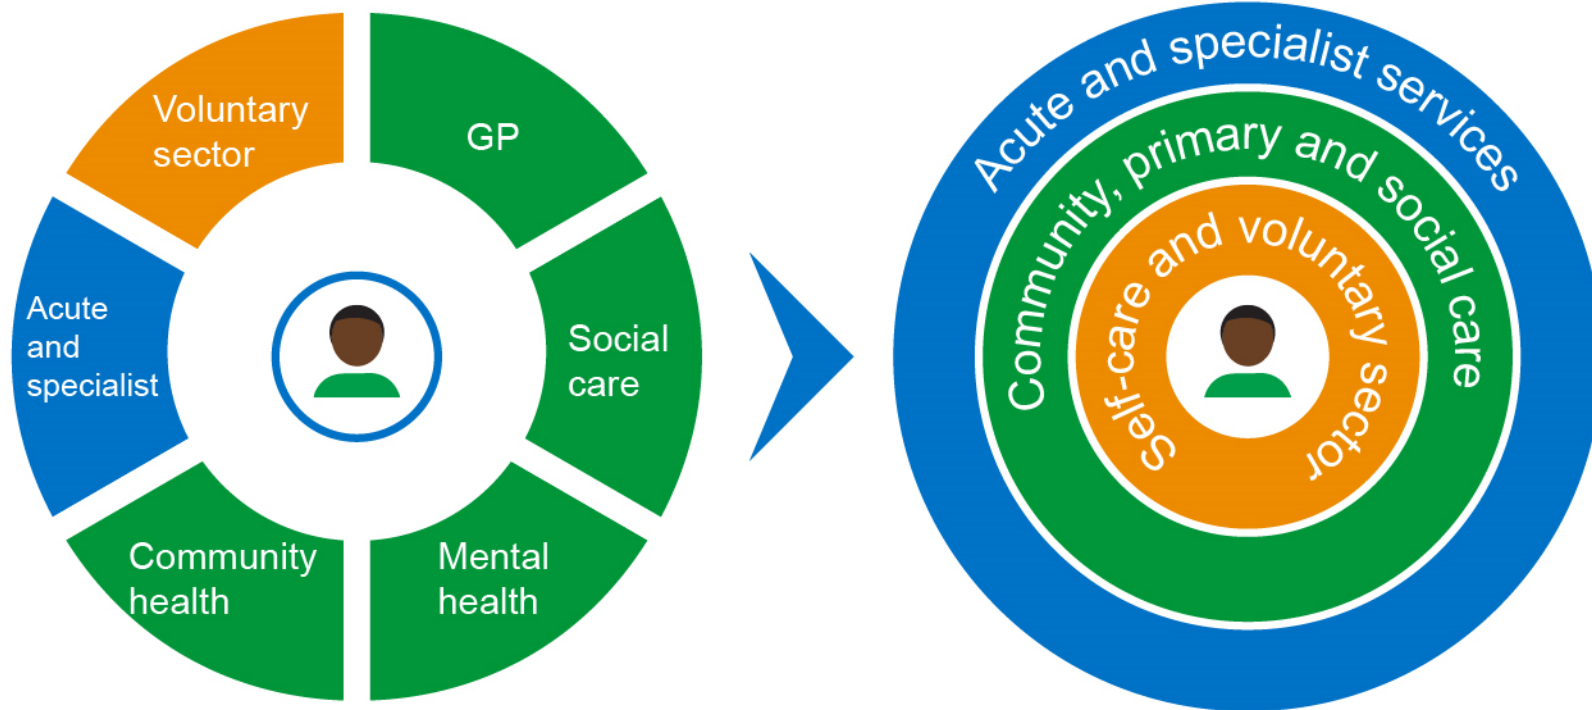 Voluntary
sector
GP
Acute
and
specialist
Social
care
Community
health
Mental
health
Acute and specialist services
Community, primary and social care
Self-care and voluntary sector